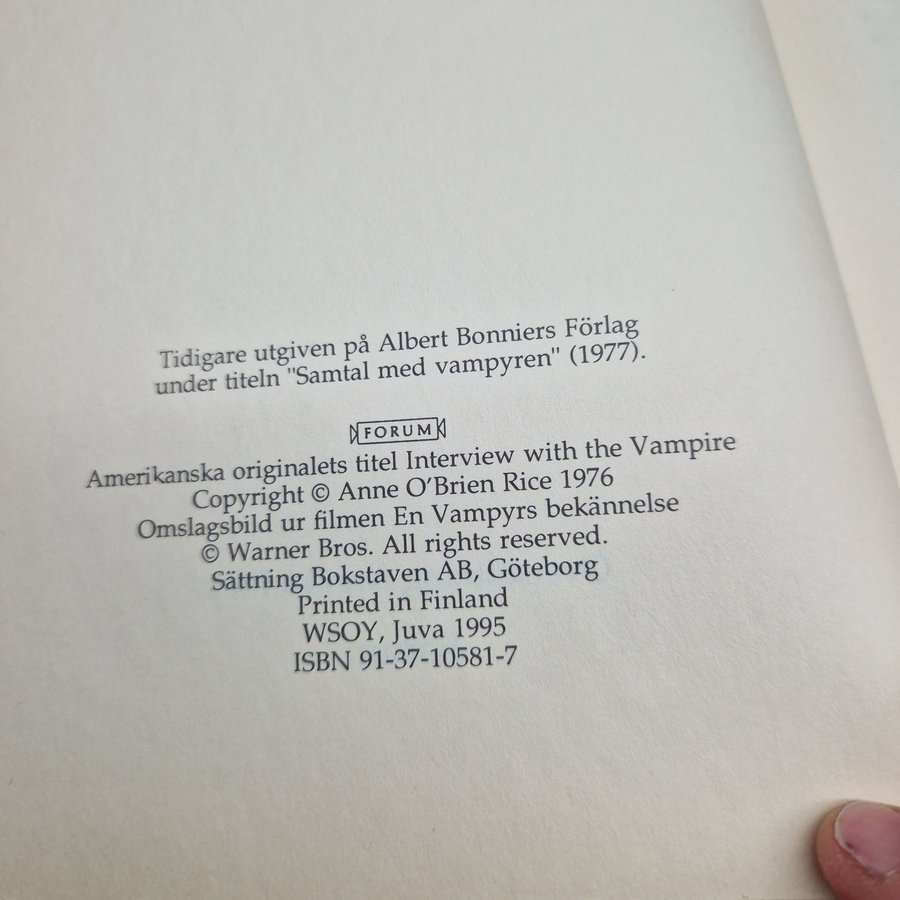 Tidigare utgiven på Albert Bonniers Förlag
under titeln "Samtal med vampyren" (1977).
FORUM
Amerikanska originalets titel Interview with the Vampire
Copyright © Anne O'Brien Rice 1976
Omslagsbild ur filmen En Vampyrs bekännelse
© Warner Bros. All rights reserved.
Sättning Bokstaven AB, Göteborg
Printed in Finland
WSOY, Juva 1995
ISBN 91-37-10581-7